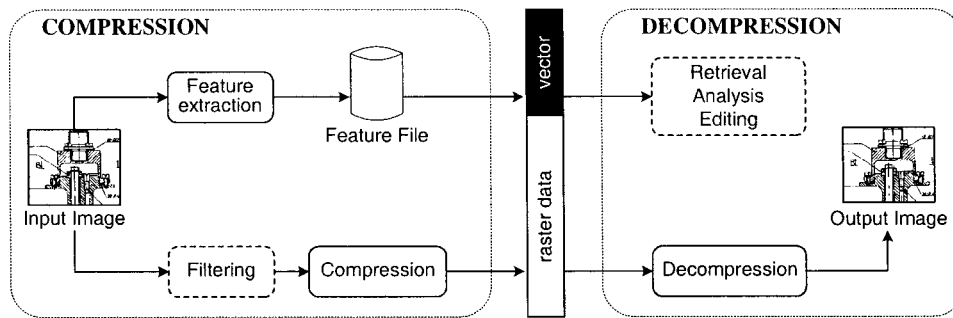 COMPRESSION
Feature
extraction
Feature File
Input Image
Filtering
Compression
vector
raster data
DECOMPRESSION
Retrieval
Analysis
Editing
Decompression
Output Image